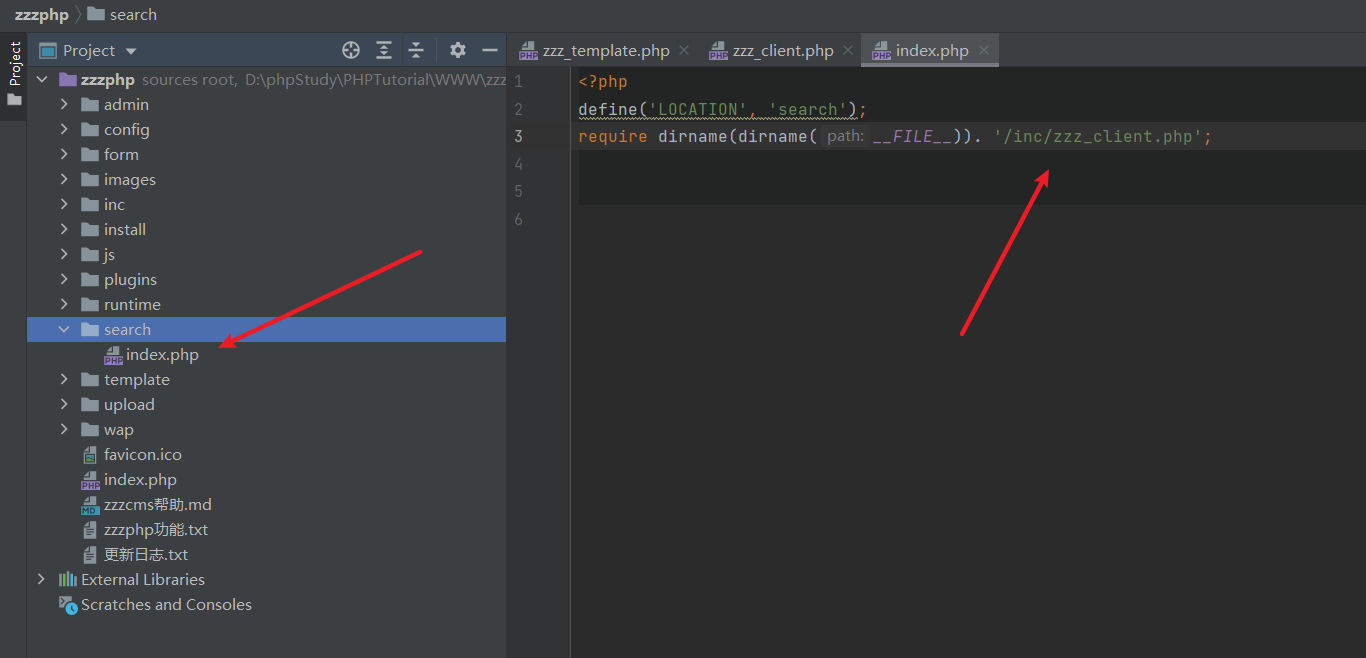 zzzphp › search
Project
Project
zzz_template.php
zzz_client.php
index.php
zzzphp sources root, D:\phpStudy\PHPTutorial\WWW\zzz
admin
config
form
images
inc
install
js
plugins
runtime
search
PHP index.php
template
upload
wap
favicon.ico
PHP index.php
MD zzzcms帮助.md
zzzphp功能.txt
更新日志.txt
External Libraries
Scratches and Consoles
1 <?php
2 define('LOCATION', 'search');
3 require dirname(dirname( path: __FILE__)). '/inc/zzz_client.php';
4
5
6